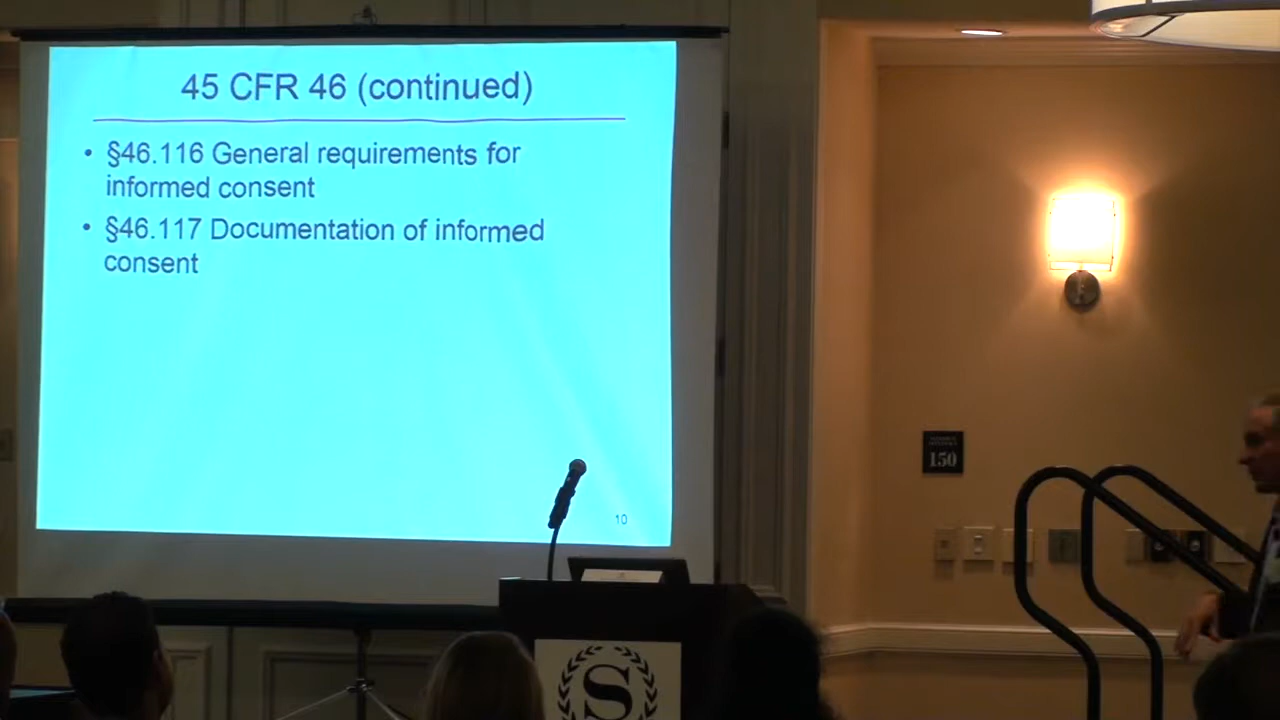 45 CFR 46 (continued)
• §46.116 General requirements for
informed consent
• §46.117 Documentation of informed
consent
10
150
S